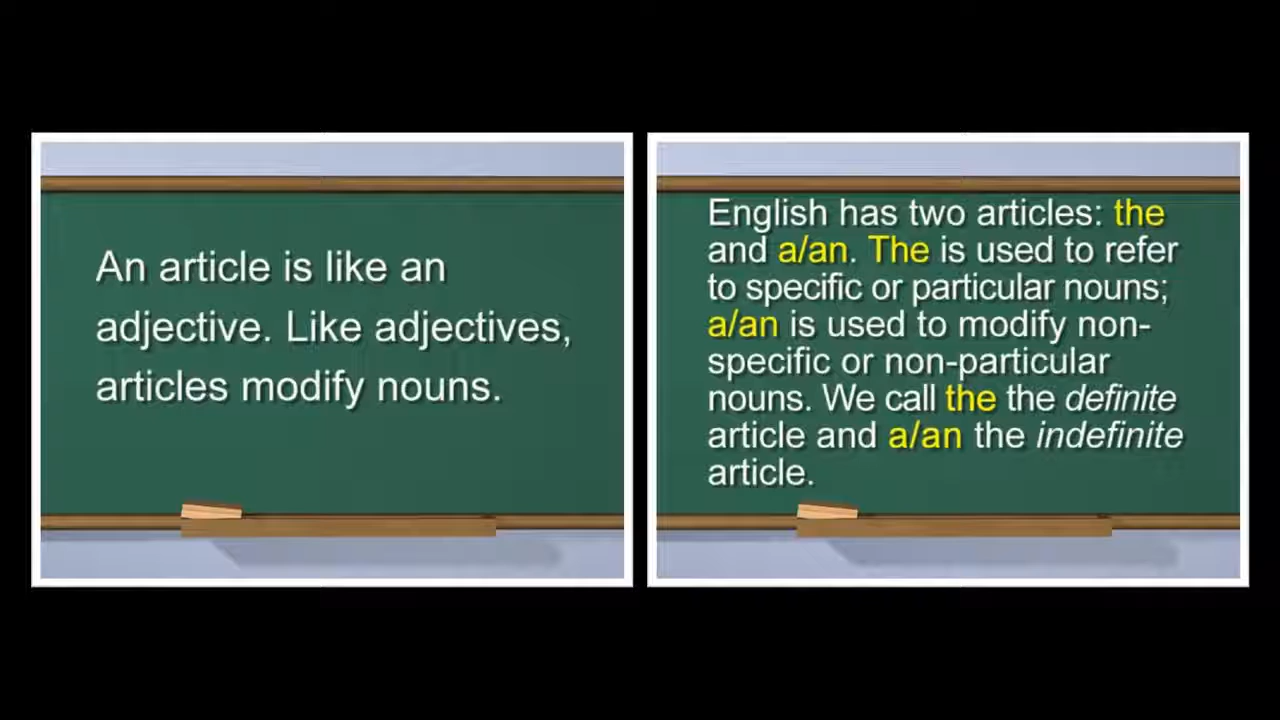 An article is like an
adjective. Like adjectives,
articles modify nouns.
English has two articles: the
and a/an. The is used to refer
to specific or particular nouns;
a/an is used to modify non-
specific or non-particular
nouns. We call the the definite
article and a/an the indefinite
article.